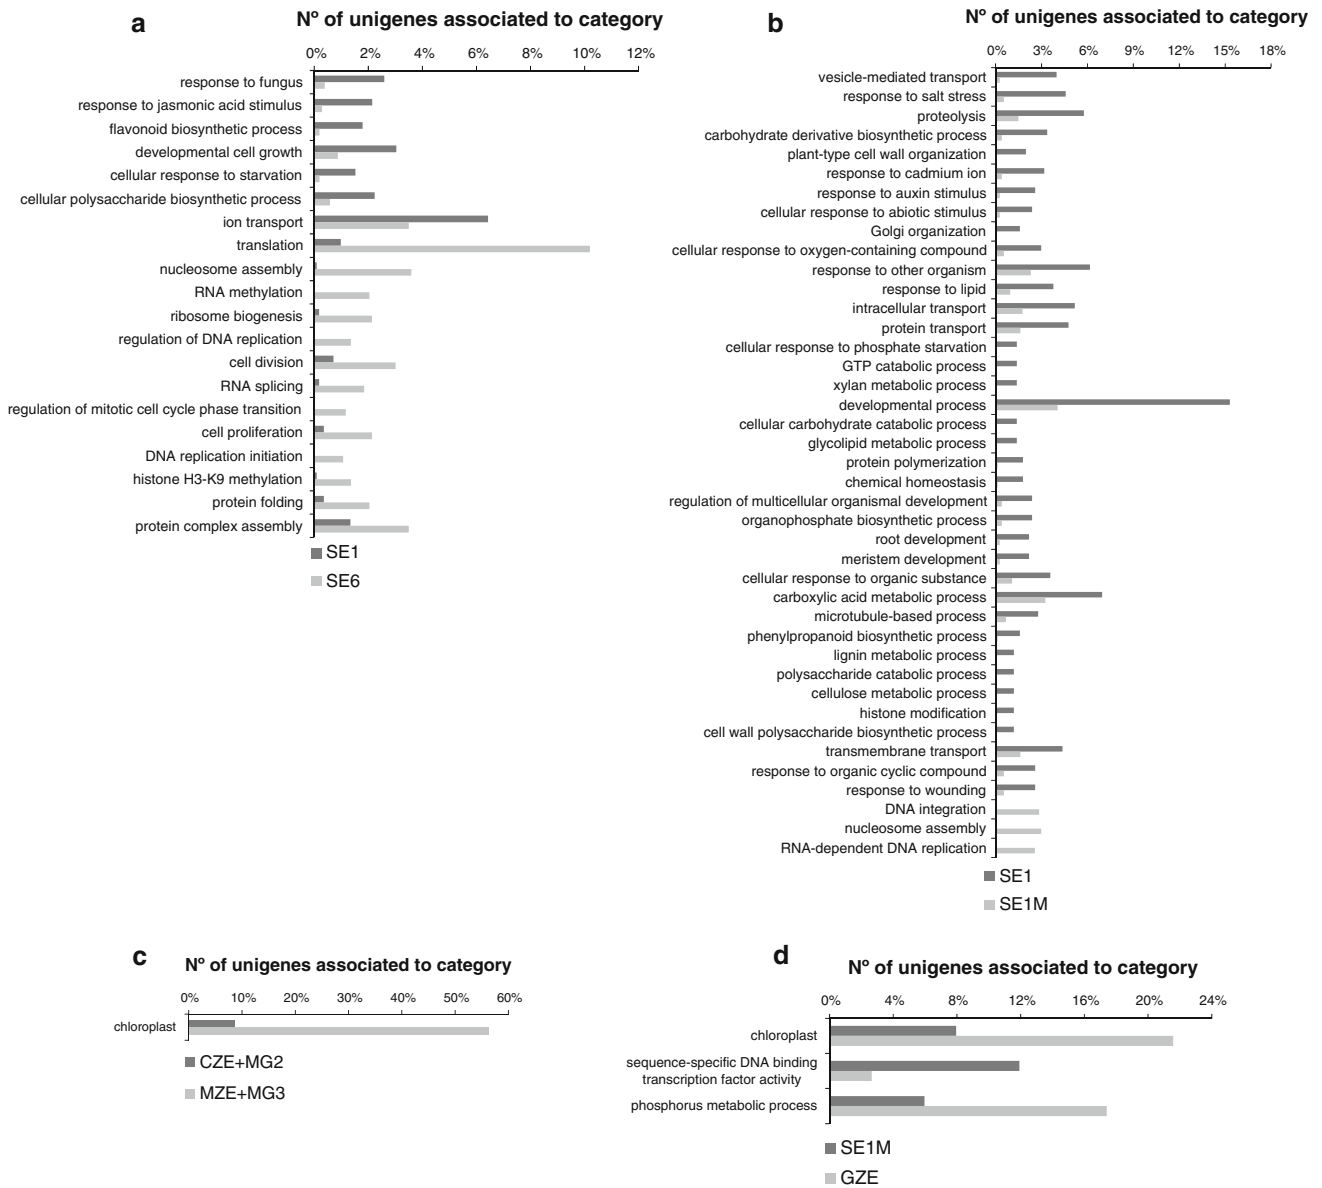 a
Nº of unigenes associated to category
0% 2% 4% 6% 8% 10% 12%
response to fungus
response to jasmonic acid stimulus
flavonoid biosynthetic process
developmental cell growth
cellular response to starvation
cellular polysaccharide biosynthetic process
ion transport
translation
nucleosome assembly
RNA methylation
ribosome biogenesis
regulation of DNA replication
cell division
RNA splicing
regulation of mitotic cell cycle phase transition
cell proliferation
DNA replication initiation
histone H3-K9 methylation
protein folding
protein complex assembly
SE1
SE6
b
Nº of unigenes associated to category
0% 3% 6% 9% 12% 15% 18%
vesicle-mediated transport
response to salt stress
proteolysis
carbohydrate derivative biosynthetic process
plant-type cell wall organization
response to cadmium ion
response to auxin stimulus
cellular response to abiotic stimulus
Golgi organization
cellular response to oxygen-containing compound
response to other organism
response to lipid
intracellular transport
protein transport
cellular response to phosphate starvation
GTP catabolic process
xylan metabolic process
developmental process
cellular carbohydrate catabolic process
glycolipid metabolic process
protein polymerization
chemical homeostasis
regulation of multicellular organismal development
organophosphate biosynthetic process
root development
meristem development
cellular response to organic substance
carboxylic acid metabolic process
microtubule-based process
phenylpropanoid biosynthetic process
lignin metabolic process
polysaccharide catabolic process
cellulose metabolic process
histone modification
cell wall polysaccharide biosynthetic process
transmembrane transport
response to organic cyclic compound
response to wounding
DNA integration
nucleosome assembly
RNA-dependent DNA replication
SE1
SE1M
c
Nº of unigenes associated to category
0% 10% 20% 30% 40% 50% 60%
chloroplast
CZE+MG2
MZE+MG3
d
Nº of unigenes associated to category
0% 4% 8% 12% 16% 20% 24%
chloroplast
sequence-specific DNA binding
transcription factor activity
phosphorus metabolic process
SE1M
GZE